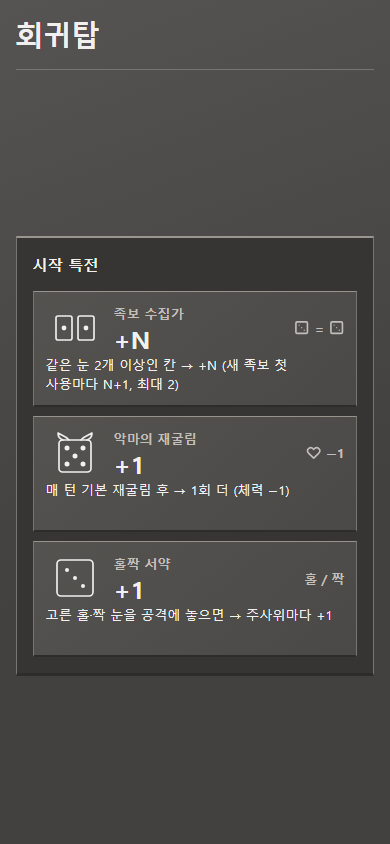 회귀탑
시작 특전
족보 수집가
+N
=
같은 눈 2개 이상인 칸 → +N (새 족보 첫
사용마다 N+1, 최대 2)
악마의 재굴림
+1
♡ −1
매 턴 기본 재굴림 후 → 1회 더 (체력 −1)
홀짝 서약
+1
홀 / 짝
고른 홀·짝 눈을 공격에 놓으면 → 주사위마다 +1